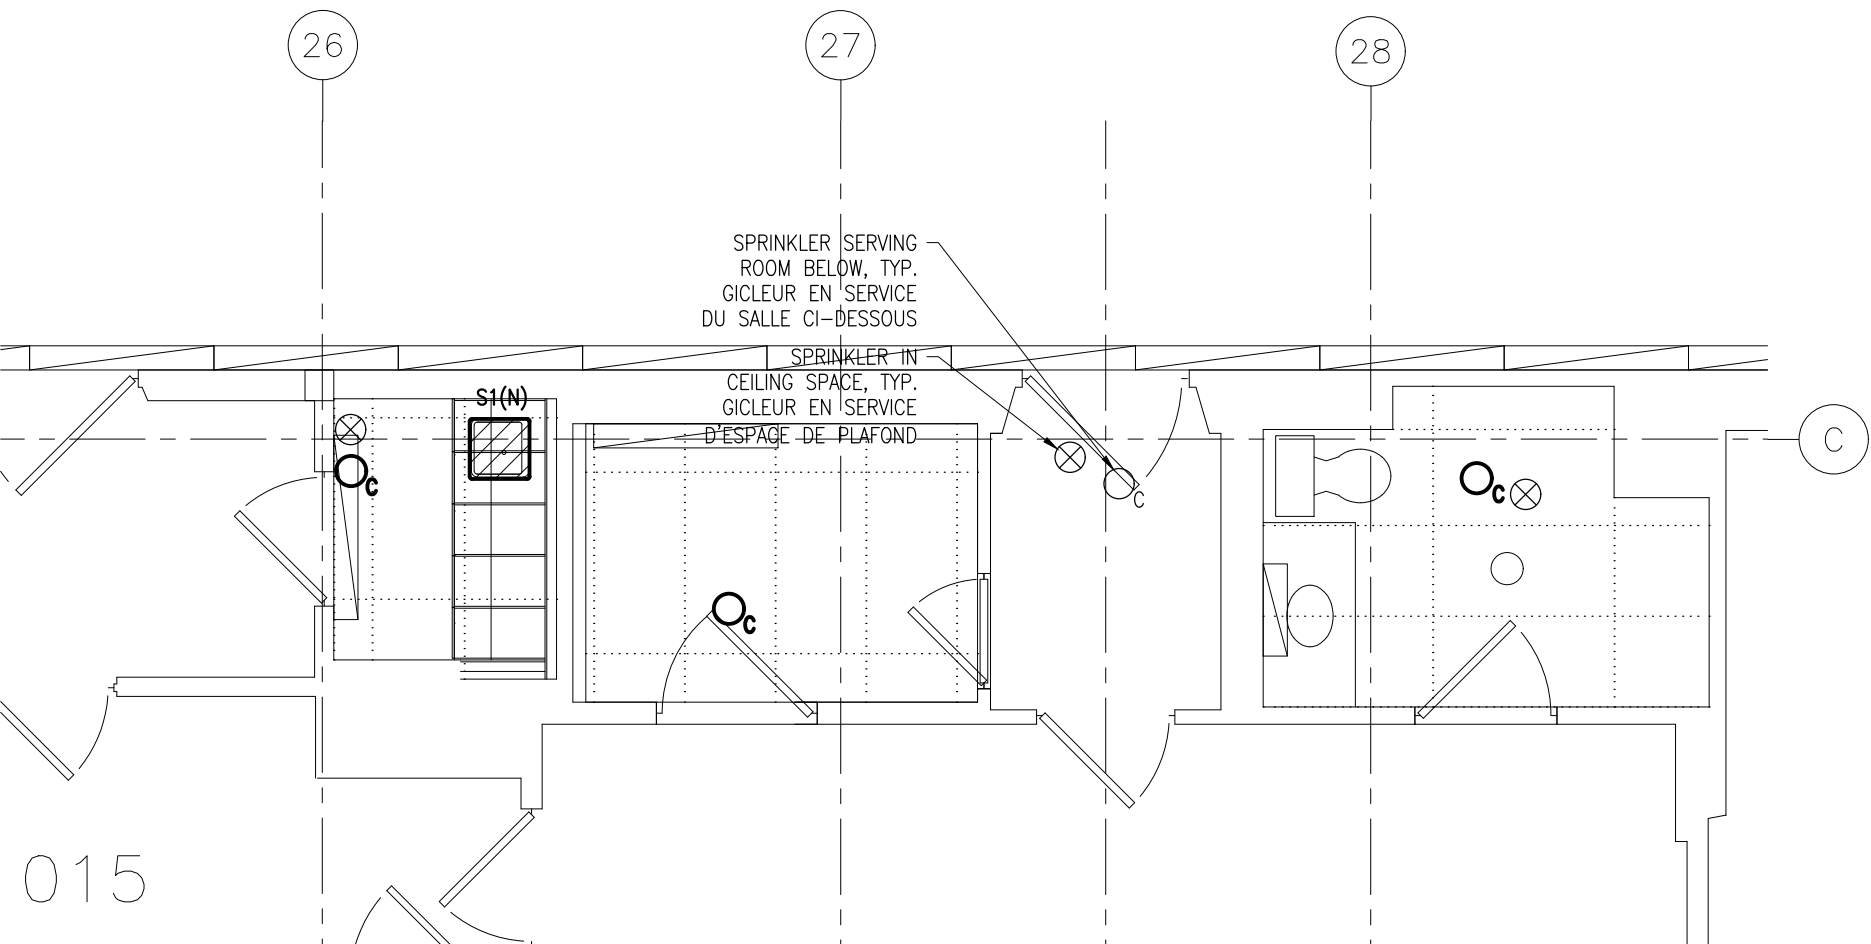 26
27
28
SPRINKLER SERVING
ROOM BELOW, TYP.
GICLEUR EN SERVICE
DU SALLE CI-DESSOUS
SPRINKLER IN
CEILING SPACE, TYP.
GICLEUR EN SERVICE
D'ESPACE DE PLAFOND
S1(N)
C
C
C
C
C
015